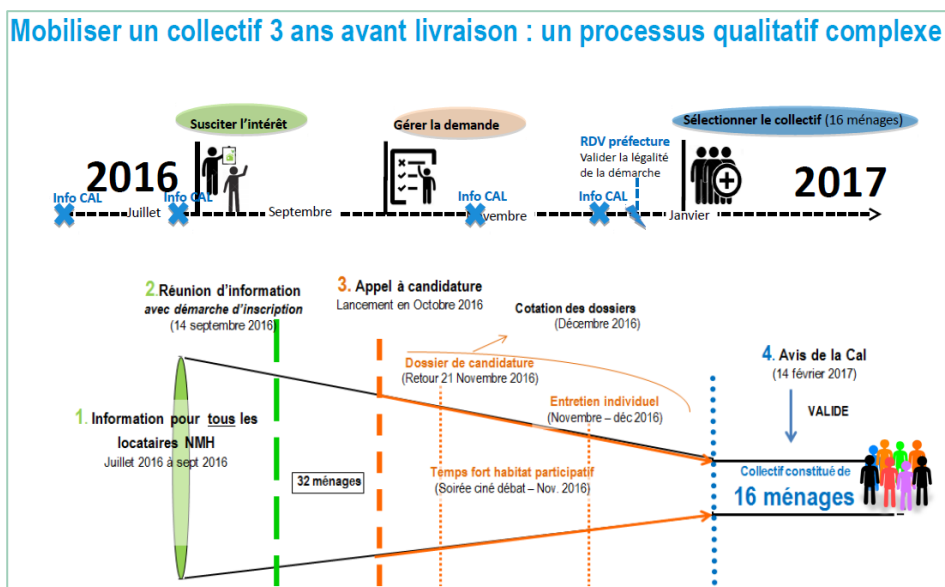 Mobiliser un collectif 3 ans avant livraison : un processus qualitatif complexe
Susciter l'intérêt
Gérer la demande
Sélectionner le collectif (16 ménages)
RDV préfecture
Valider la légalité
de la démarche
2016
2017
Info CAL
Info CAL
Info CAL
Info CAL
Juillet
Septembre
Janvier
2. Réunion d'information
avec démarche d'inscription
(14 septembre 2016)
3. Appel à candidature
Lancement en Octobre 2016
Cotation des dossiers
(Décembre 2016)
Dossier de candidature
(Retour 21 Novembre 2016)
4. Avis de la Cal
(14 février 2017)
Entretien individuel
(Novembre – déc 2016)
VALIDE
1. Information pour tous les
locataires NMH
Juillet 2016 à sept 2016
32 ménages
Temps fort habitat participatif
(Soirée ciné débat – Nov. 2016)
Collectif constitué de
16 ménages